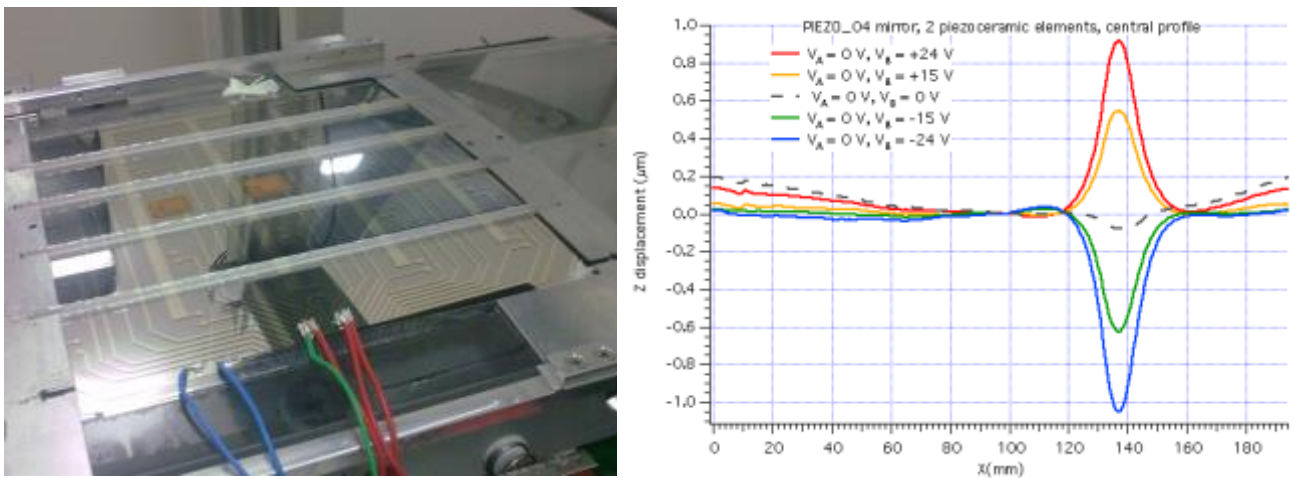 PIEZO_04 mirror, 2 piezoceramic elements, central profile
V_A = 0 V, V_B = +24 V
V_A = 0 V, V_B = +15 V
V_A = 0 V, V_B = 0 V
V_A = 0 V, V_B = -15 V
V_A = 0 V, V_B = -24 V
Z displacement (µm)
1.0
0.8
0.6
0.4
0.2
0.0
-0.2
-0.4
-0.6
-0.8
-1.0
0 20 40 60 80 100 120 140 160 180
X(mm)